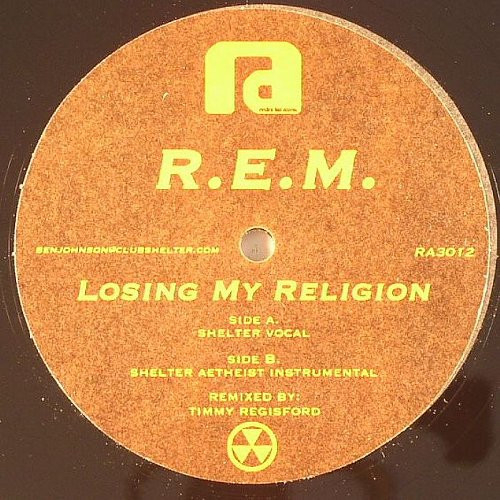 ra
R.E.M.
BENJOHNSON@CLUBSHELTER.COM
RA3012
LOSING MY RELIGION
SIDE A.
SHELTER VOCAL
SIDE B.
SHELTER AETHEIST INSTRUMENTAL
REMIXED BY:
TIMMY REGISFORD